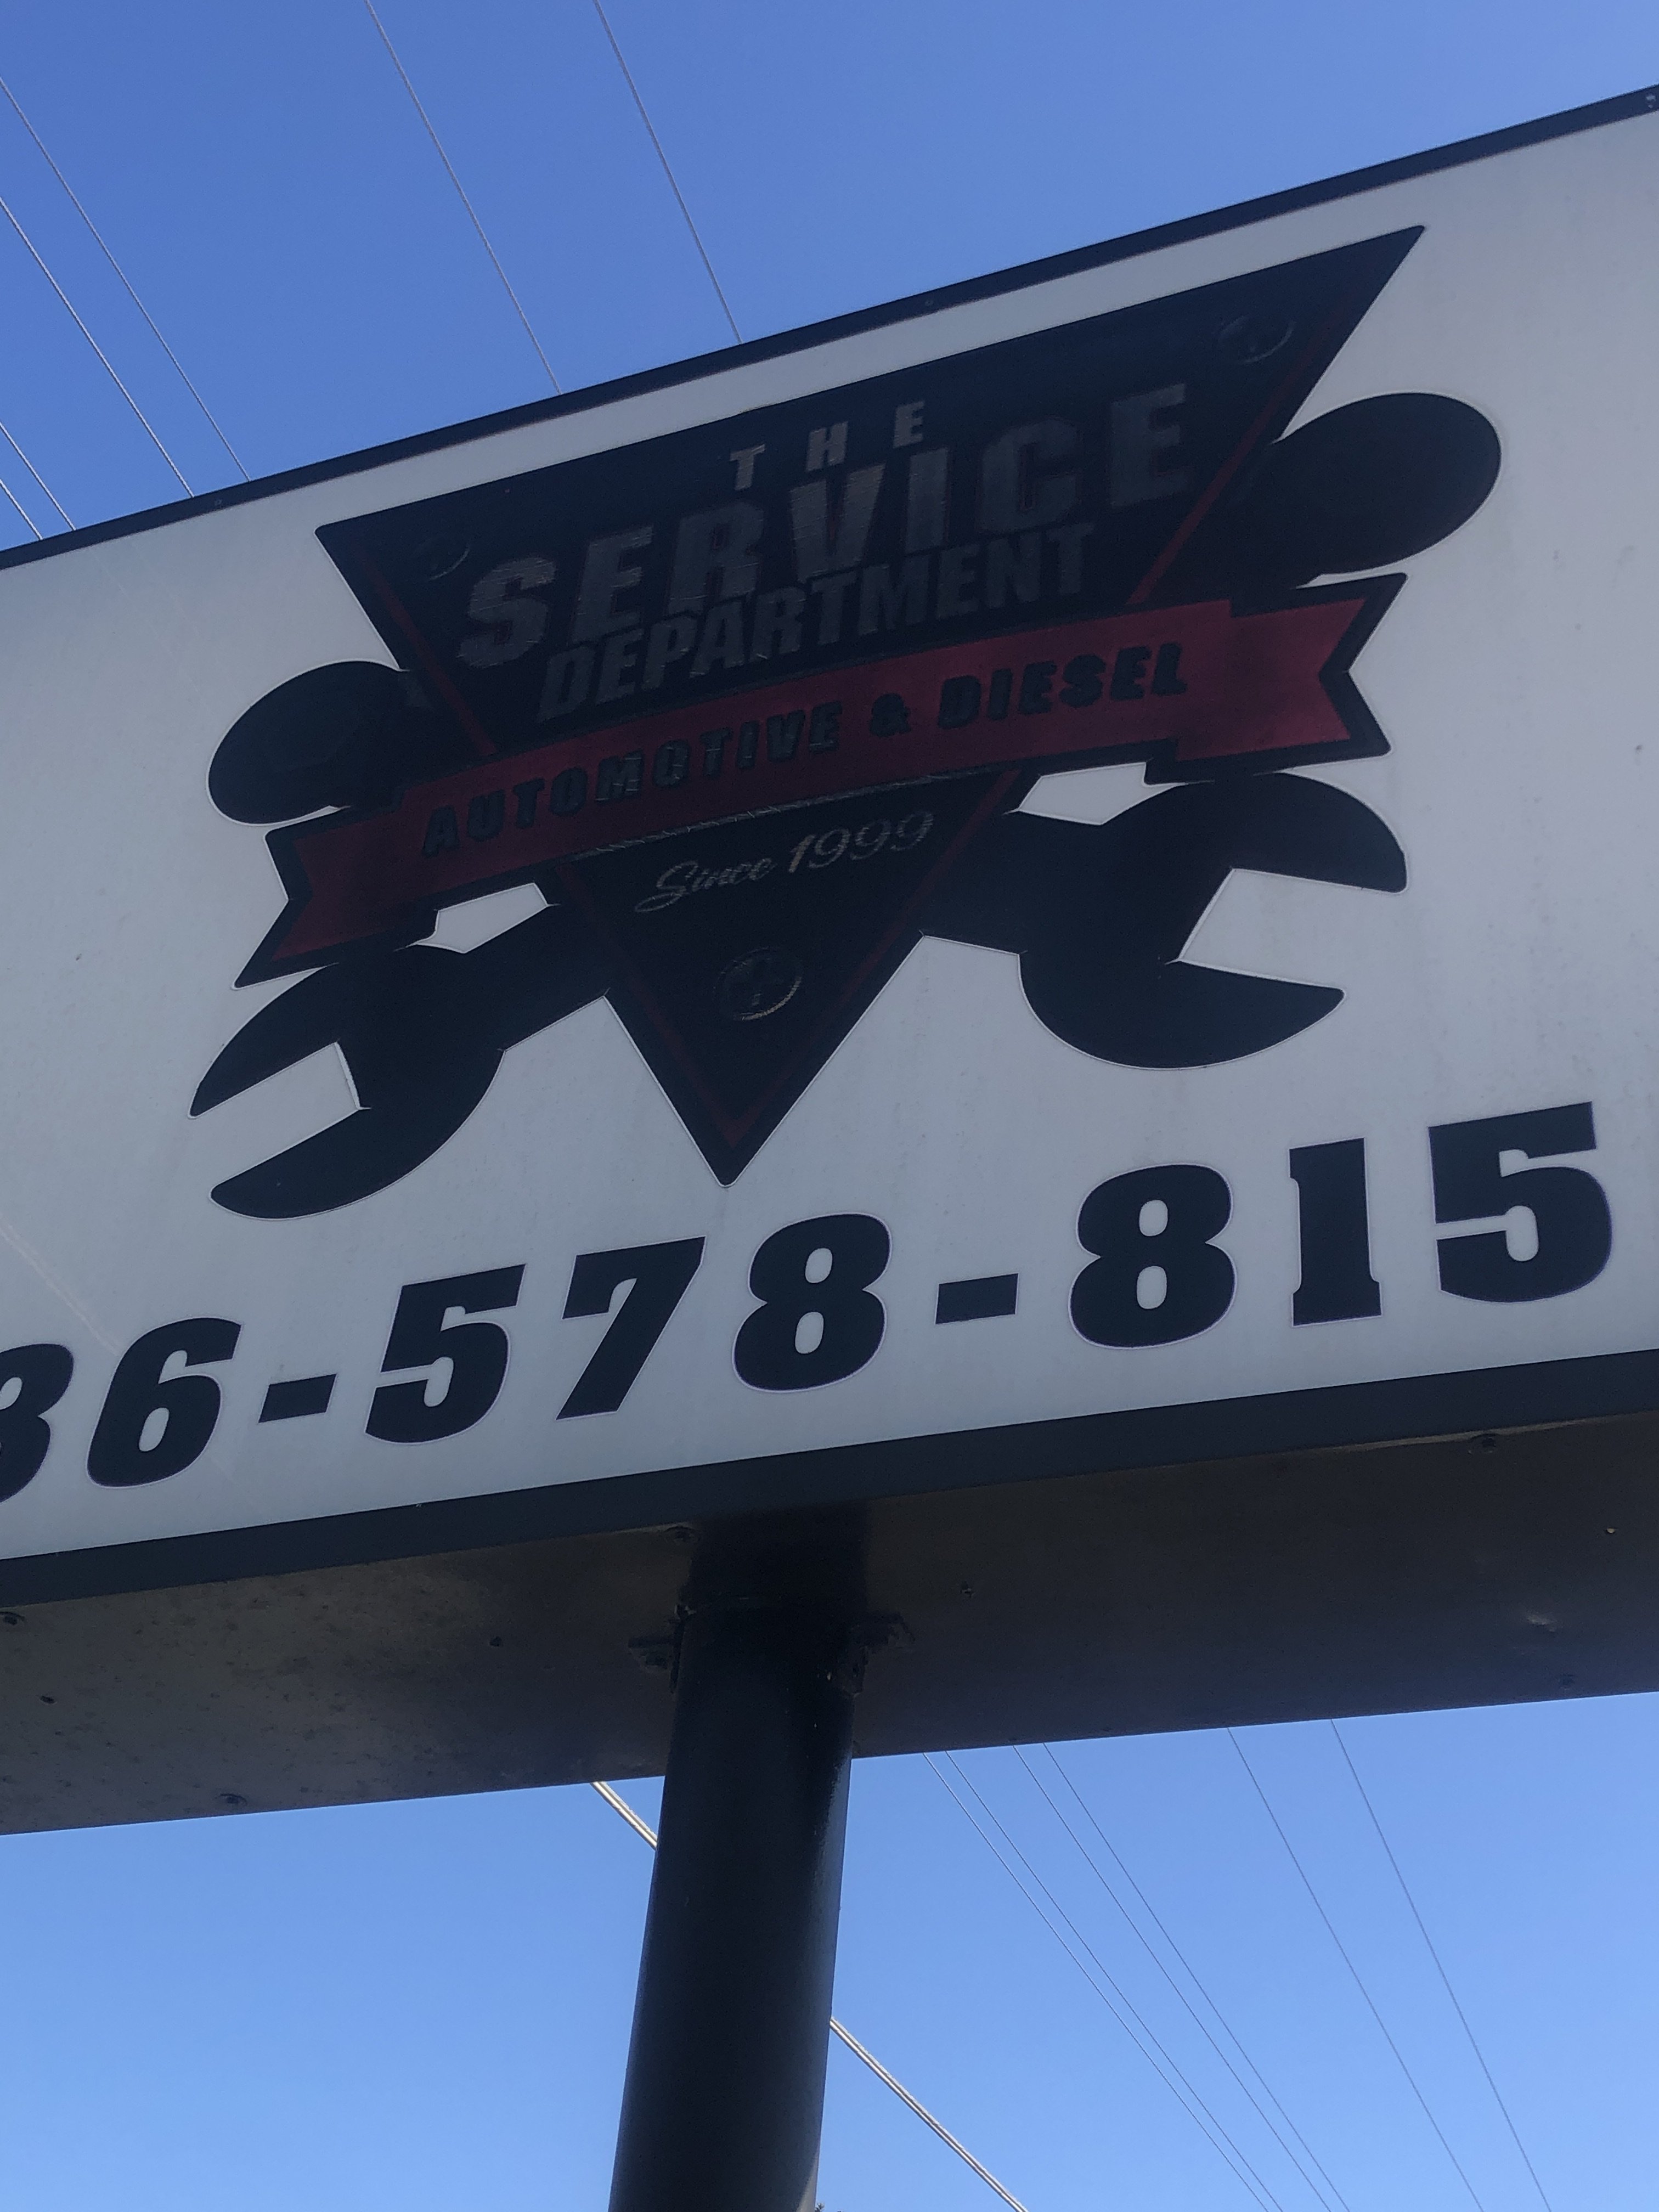 THE
SERVICE
DEPARTMENT
AUTOMOTIVE & DIESEL
Since 1999
36-578-815